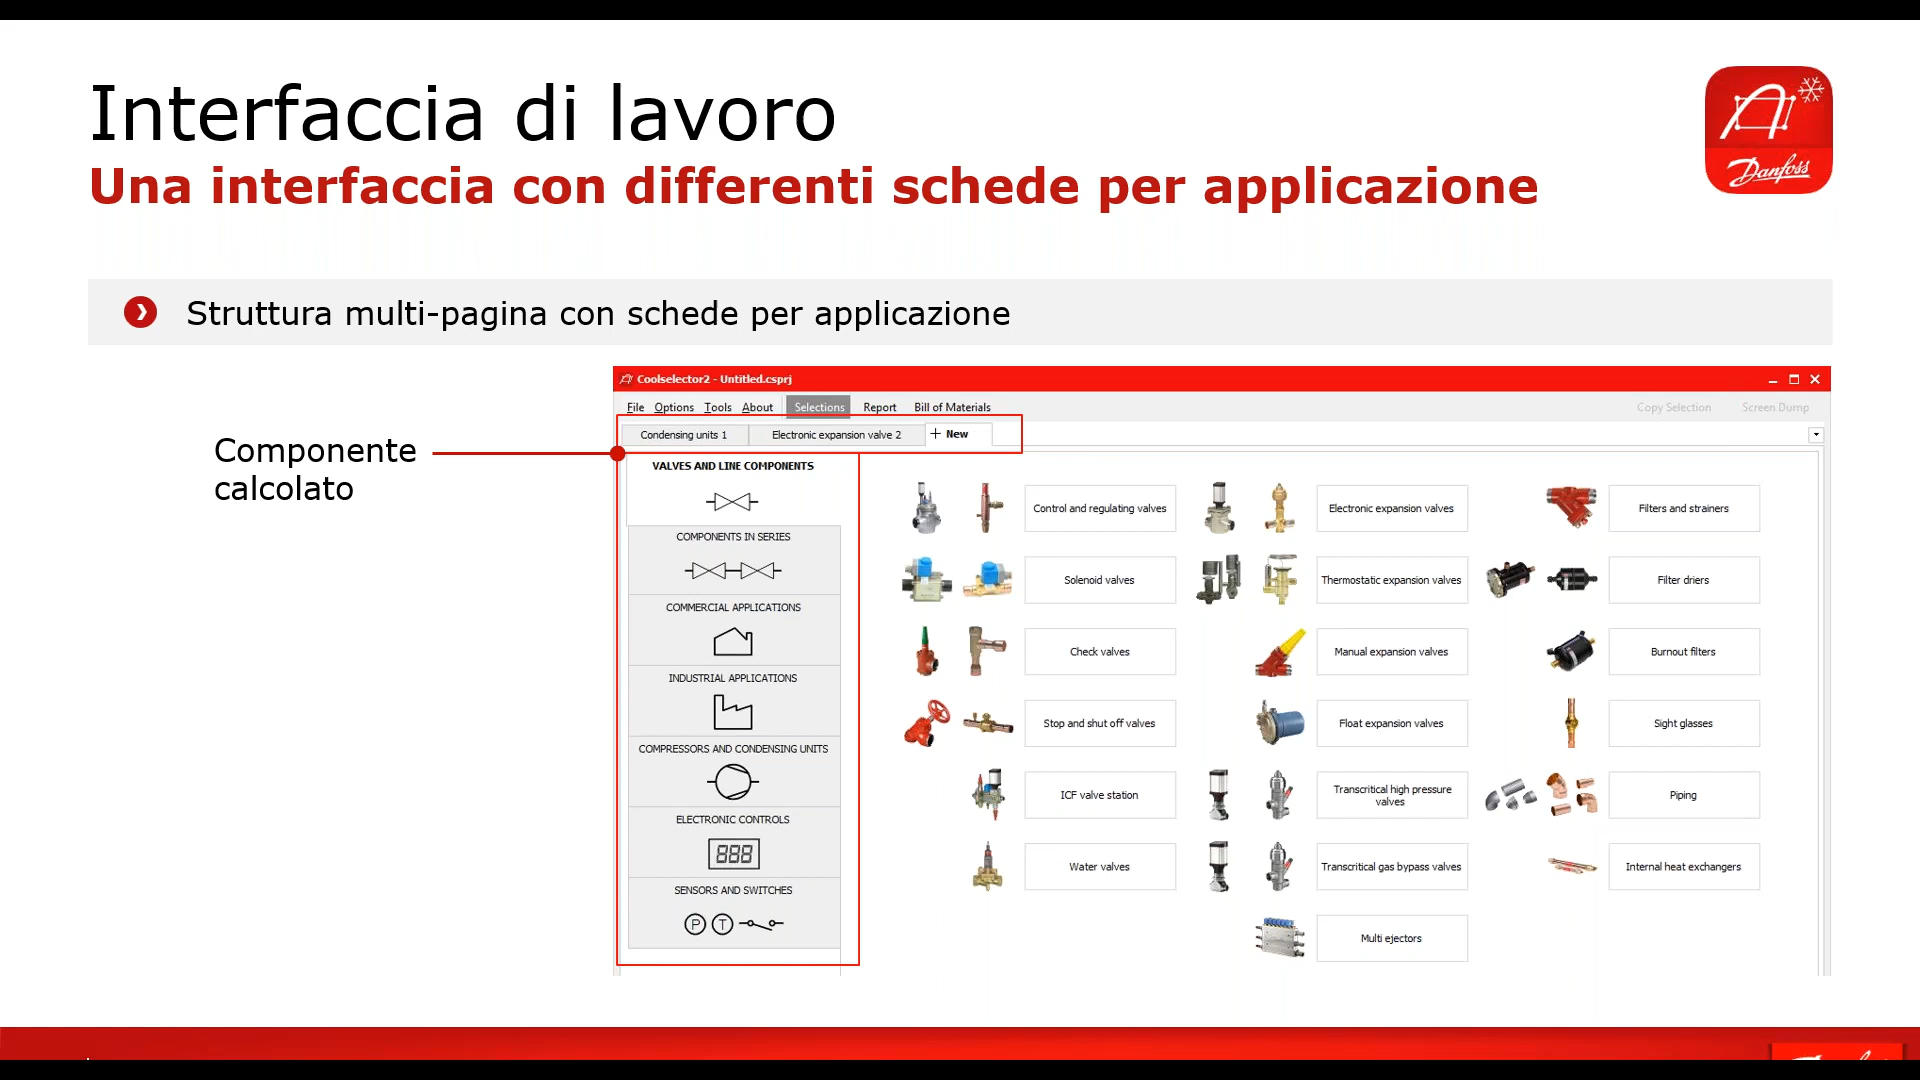 Interfaccia di lavoro
Una interfaccia con differenti schede per applicazione
Danfoss
Struttura multi-pagina con schede per applicazione
Componente
calcolato
Coolselector2 - Untitled.csprj
File Options Tools About Selections Report Bill of Materials Copy Selection Screen Dump
Condensing units 1 Electronic expansion valve 2 + New
VALVES AND LINE COMPONENTS
COMPONENTS IN SERIES
COMMERCIAL APPLICATIONS
INDUSTRIAL APPLICATIONS
COMPRESSORS AND CONDENSING UNITS
ELECTRONIC CONTROLS
888
SENSORS AND SWITCHES
P T
Control and regulating valves
Electronic expansion valves
Filters and strainers
Solenoid valves
Thermostatic expansion valves
Filter driers
Check valves
Manual expansion valves
Burnout filters
Stop and shut off valves
Float expansion valves
Sight glasses
ICF valve station
Transcritical high pressure
valves
Piping
Water valves
Transcritical gas bypass valves
Internal heat exchangers
Multi ejectors